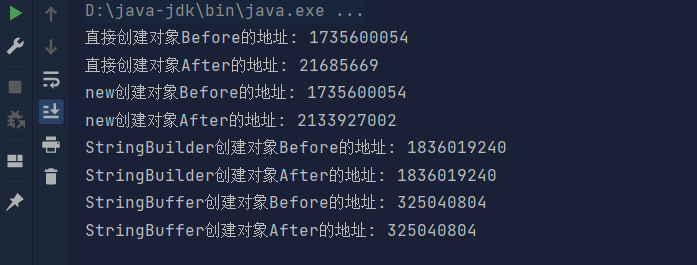 D:\java-jdk\bin\java.exe ...
直接创建对象Before的地址: 1735600054
直接创建对象After的地址: 21685669
new创建对象Before的地址: 1735600054
new创建对象After的地址: 2133927002
StringBuilder创建对象Before的地址: 1836019240
StringBuilder创建对象After的地址: 1836019240
StringBuffer创建对象Before的地址: 325040804
StringBuffer创建对象After的地址: 325040804